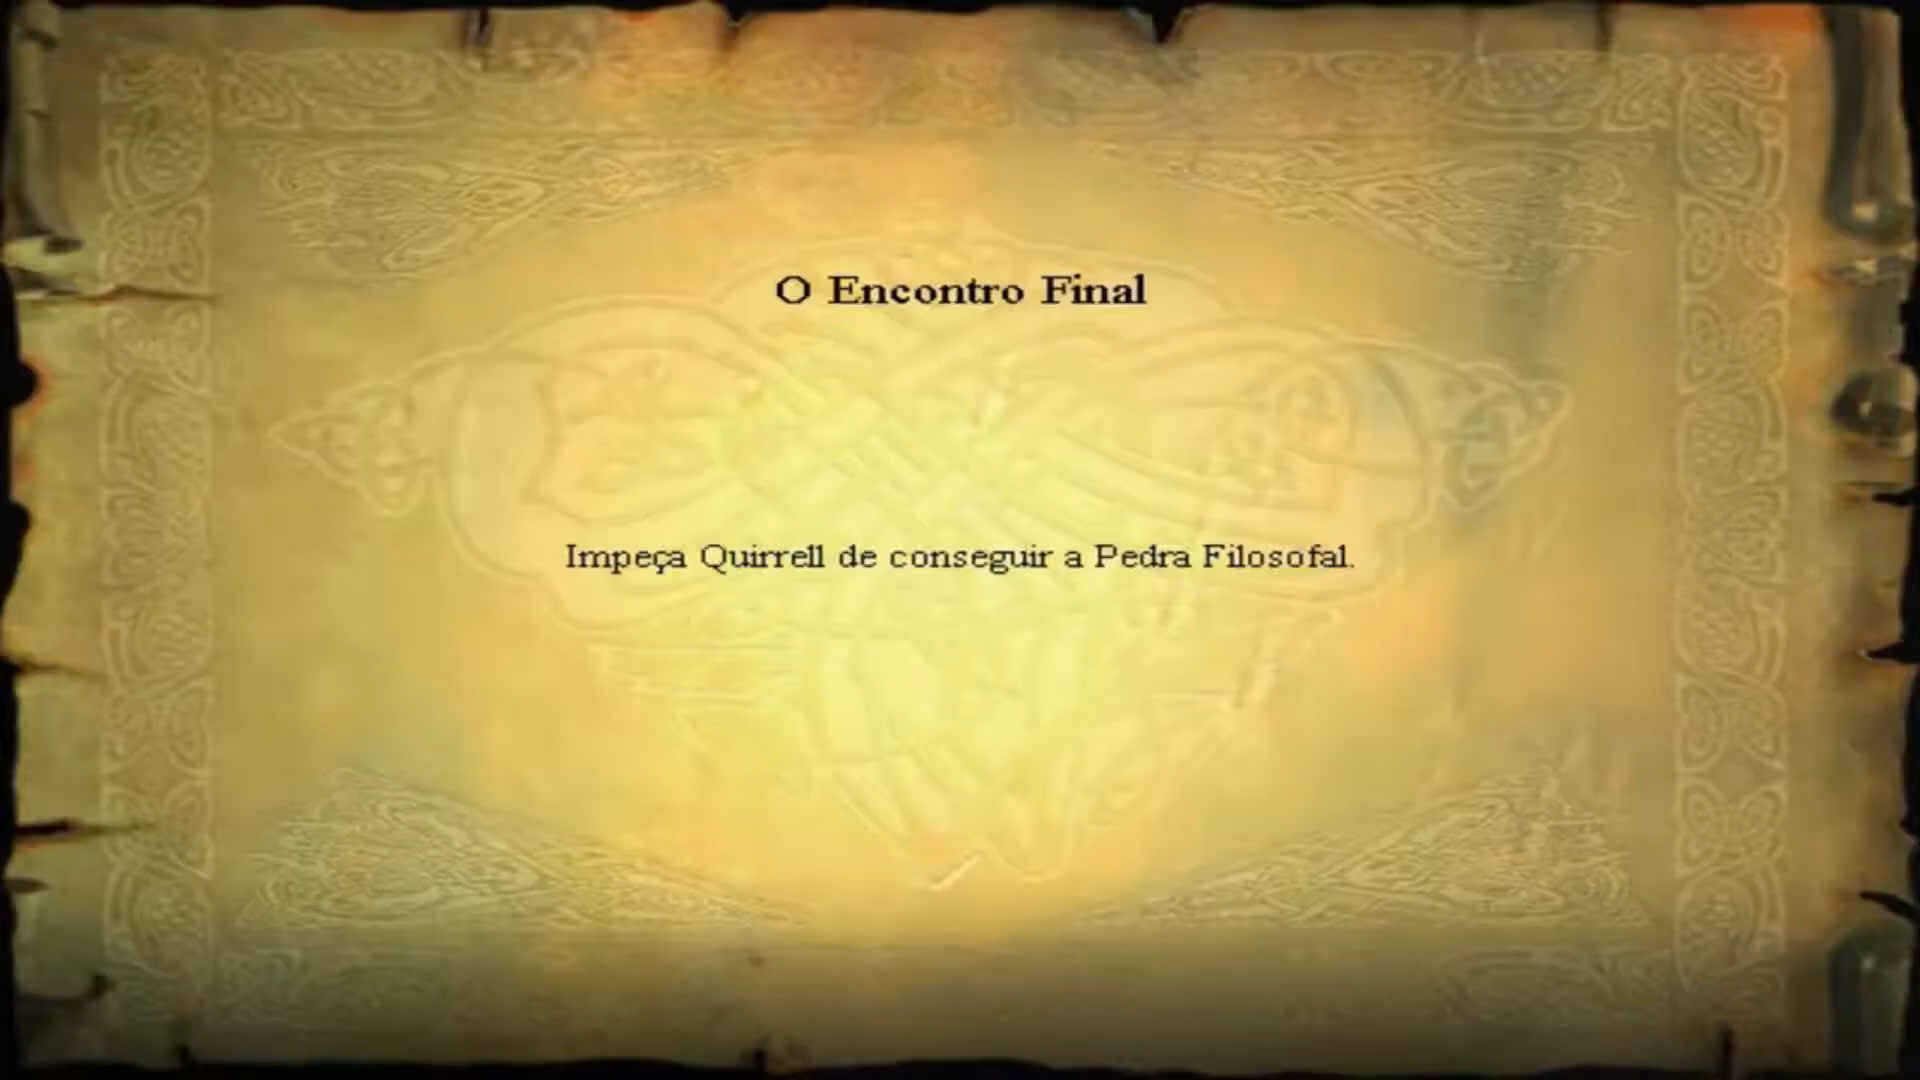 O Encontro Final
Impeça Quirrell de conseguir a Pedra Filosofal.